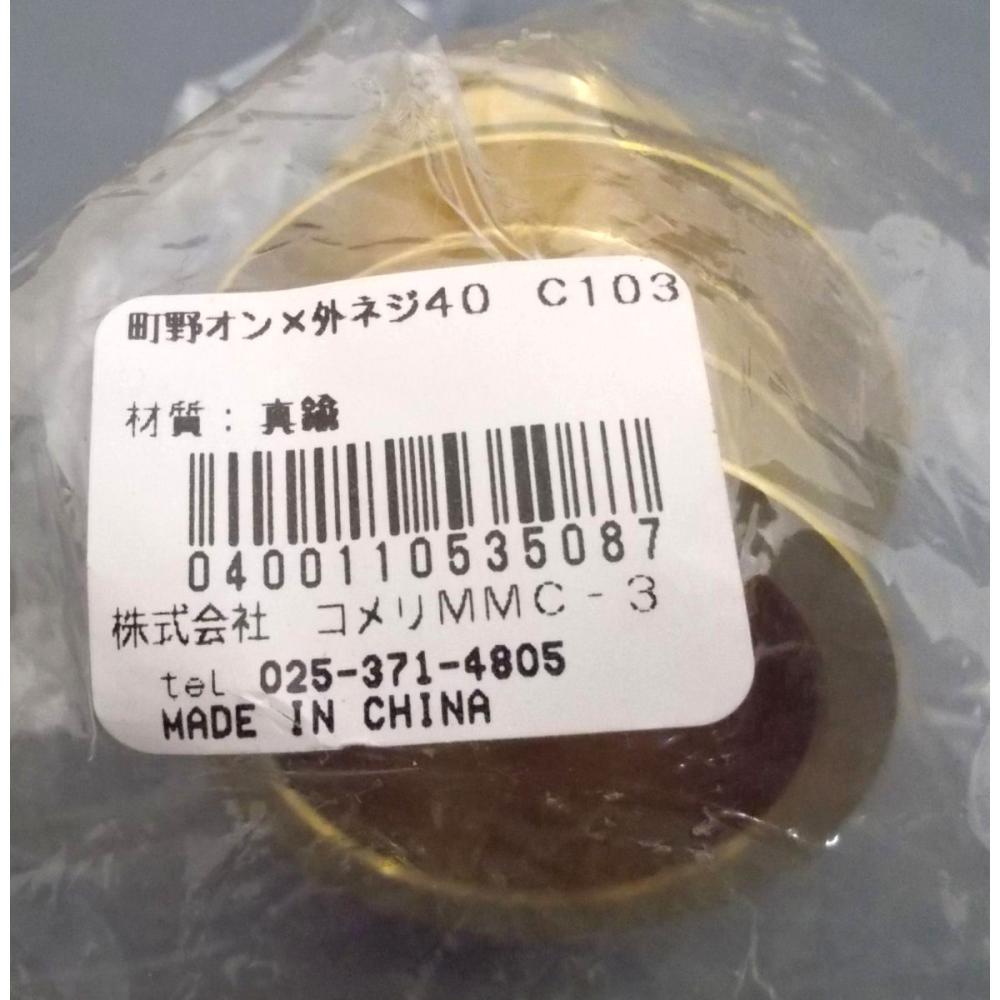 町野オン×外ネジ40 C103
材質：真鍮
0400110535087
株式会社 コメリMMC-3
tel 025-371-4805
MADE IN CHINA